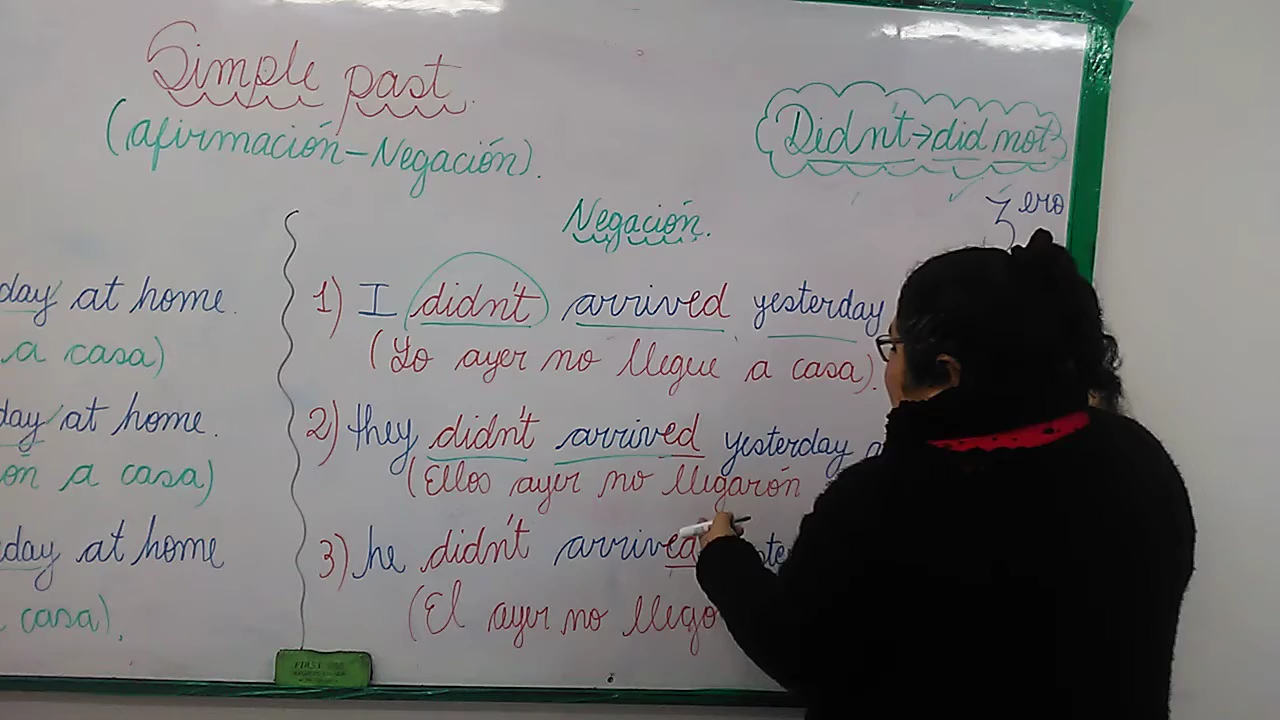 Simple past.
(afirmación-Negación).
Didn't→did not
zero
Negación.
day at home.
a casa)
day at home.
ón a casa)
day at home
casa),
1) I didn't arrived yesterday
(Yo ayer no llegue a casa).
2) they didn't arrived yesterday a
(Ellos ayer no llegarón
3) he didn't arrived
(El ayer no llego
FIRST